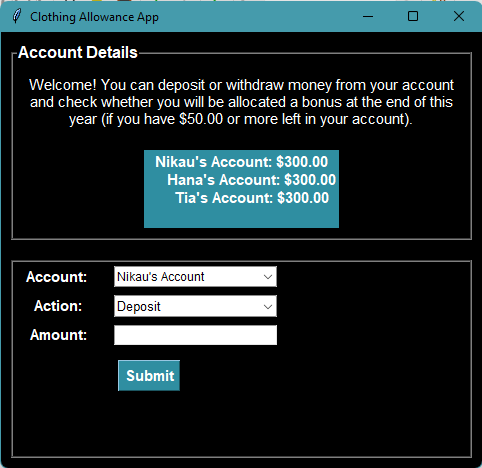 Clothing Allowance App
Account Details
Welcome! You can deposit or withdraw money from your account
and check whether you will be allocated a bonus at the end of this
year (if you have $50.00 or more left in your account).
Nikau's Account: $300.00
Hana's Account: $300.00
Tia's Account: $300.00
Account: Nikau's Account
Action: Deposit
Amount:
Submit